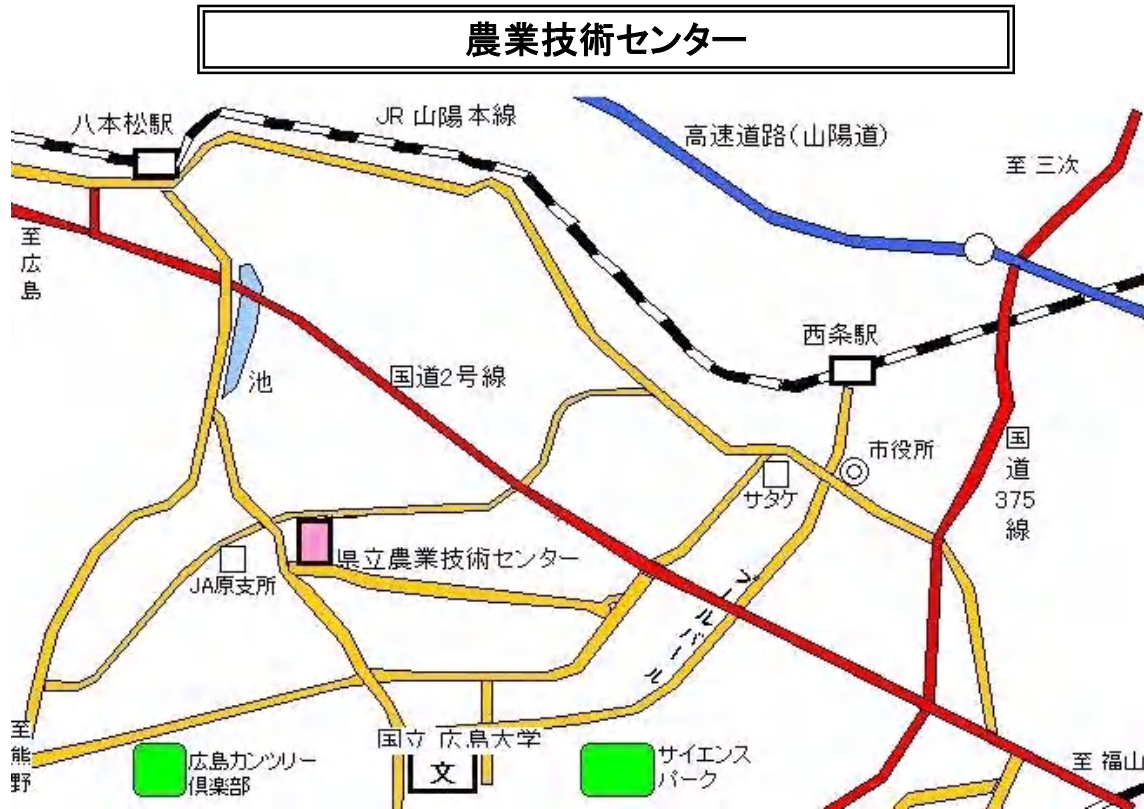 農業技術センター
八本松駅
JR 山陽本線
高速道路(山陽道)
至 三次
至広島
西条駅
池
国道2号線
市役所
国道375線
サタケ
県立農業技術センター
JA原支所
ブールバール
至熊野
国立 広島大学
文
広島カンツリー
倶楽部
サイエンス
パーク
至 福山